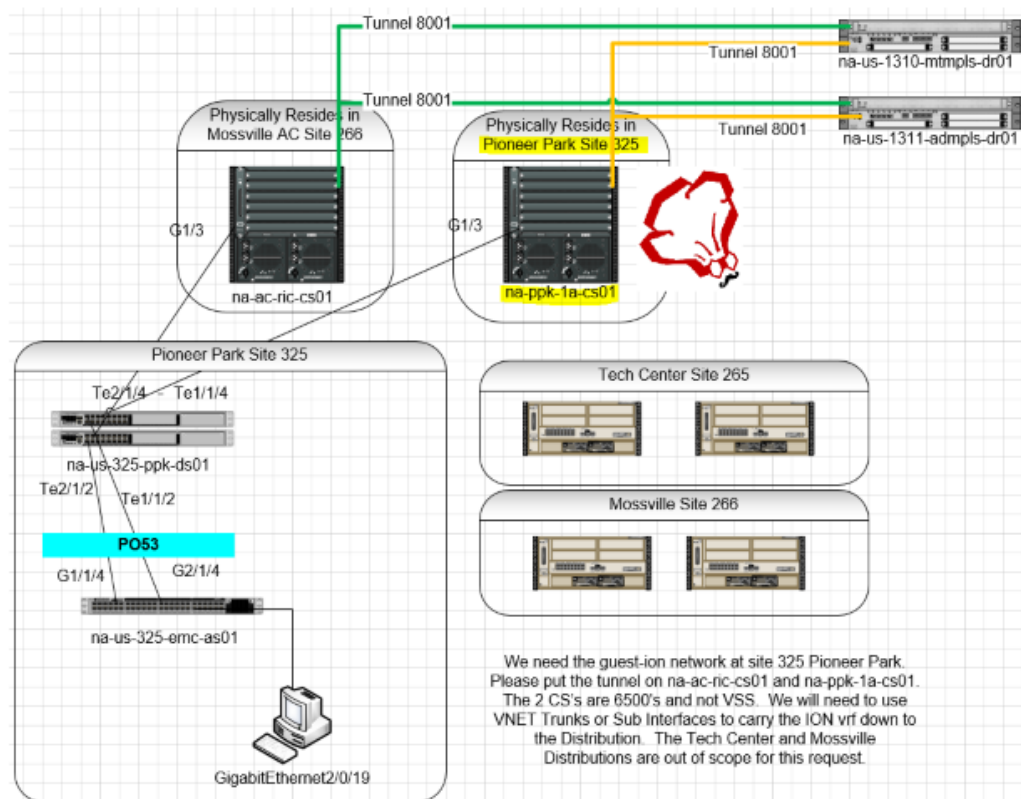 Tunnel 8001
Tunnel 8001
na-us-1310-mtmpls-dr01
Tunnel 8001
Tunnel 8001
na-us-1311-admpls-dr01
Physically Resides in
Mossville AC Site 266
Physically Resides in
Pioneer Park Site 325
G1/3
G1/3
na-ac-ric-cs01
na-ppk-1a-cs01
Pioneer Park Site 325
Te2/1/4 - Te1/1/4
na-us-325-ppk-ds01
Te2/1/2
Te1/1/2
PO53
G1/1/4
G2/1/4
na-us-325-emc-as01
GigabitEthernet2/0/19
Tech Center Site 265
Mossville Site 266
We need the guest-ion network at site 325 Pioneer Park.
Please put the tunnel on na-ac-ric-cs01 and na-ppk-1a-cs01.
The 2 CS's are 6500's and not VSS. We will need to use
VNET Trunks or Sub Interfaces to carry the ION vrf down to
the Distribution. The Tech Center and Mossville
Distributions are out of scope for this request.